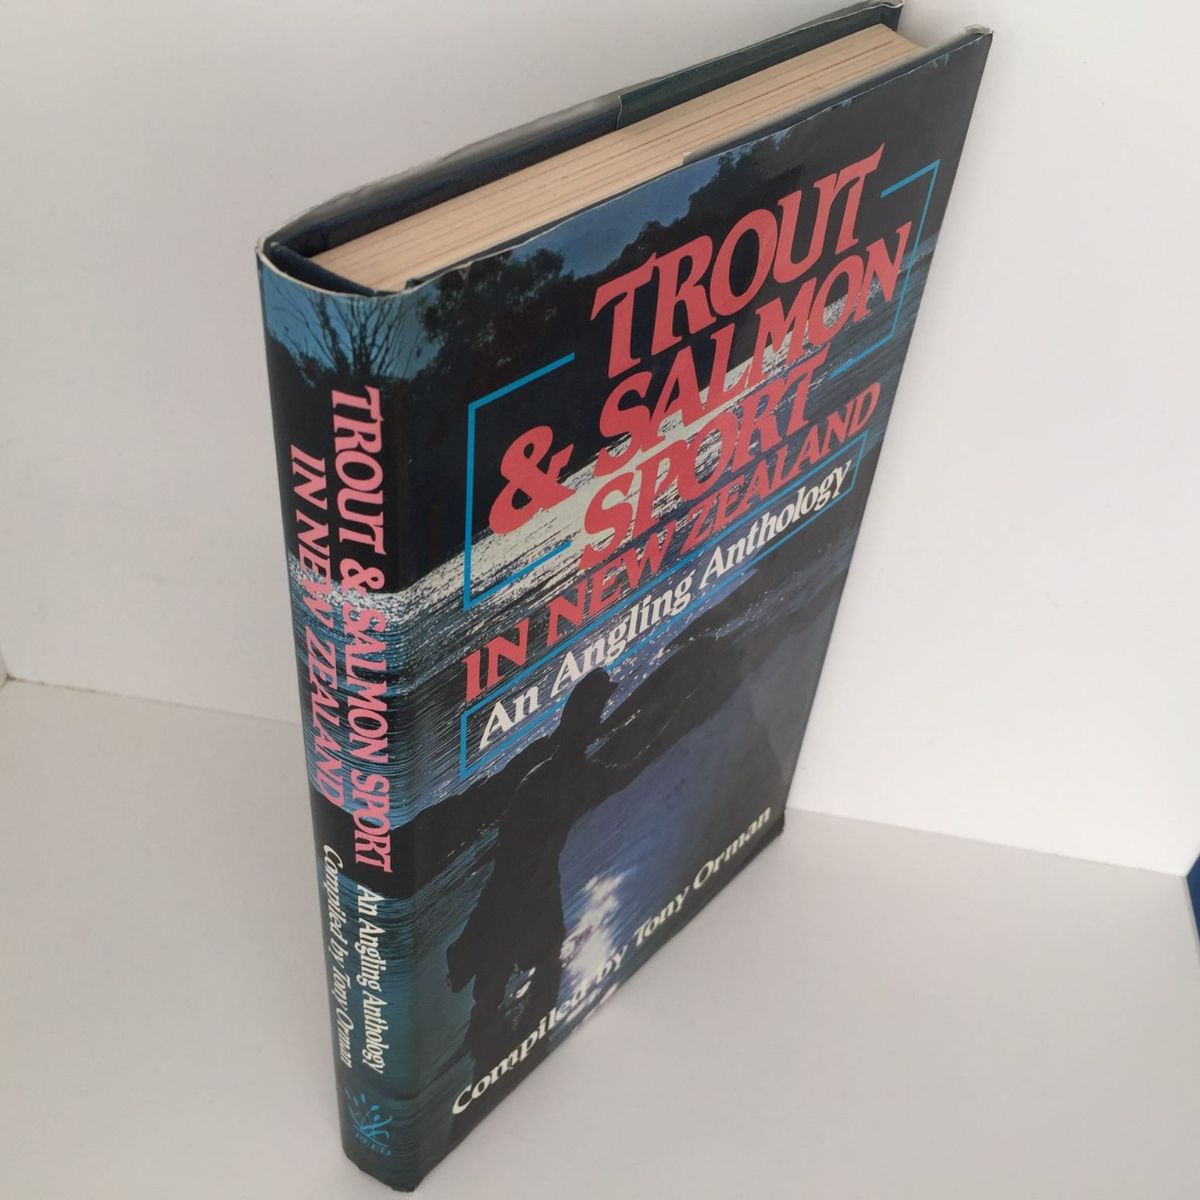 TROUT
& SALMON
SPORT
IN NEW ZEALAND
An Angling Anthology
Compiled by Tony Orman
TROUT & SALMON SPORT
IN NEW ZEALAND
An Angling Anthology
Compiled by Tony Orman
REED